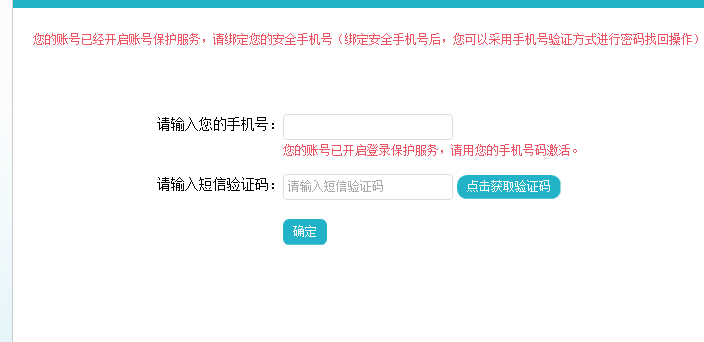 您的账号已经开启账号保护服务，请绑定您的安全手机号（绑定安全手机号后，您可以采用手机号验证方式进行密码找回操作）
请输入您的手机号：
您的账号已开启登录保护服务，请用您的手机号码激活。
请输入短信验证码： 请输入短信验证码 点击获取验证码
确定